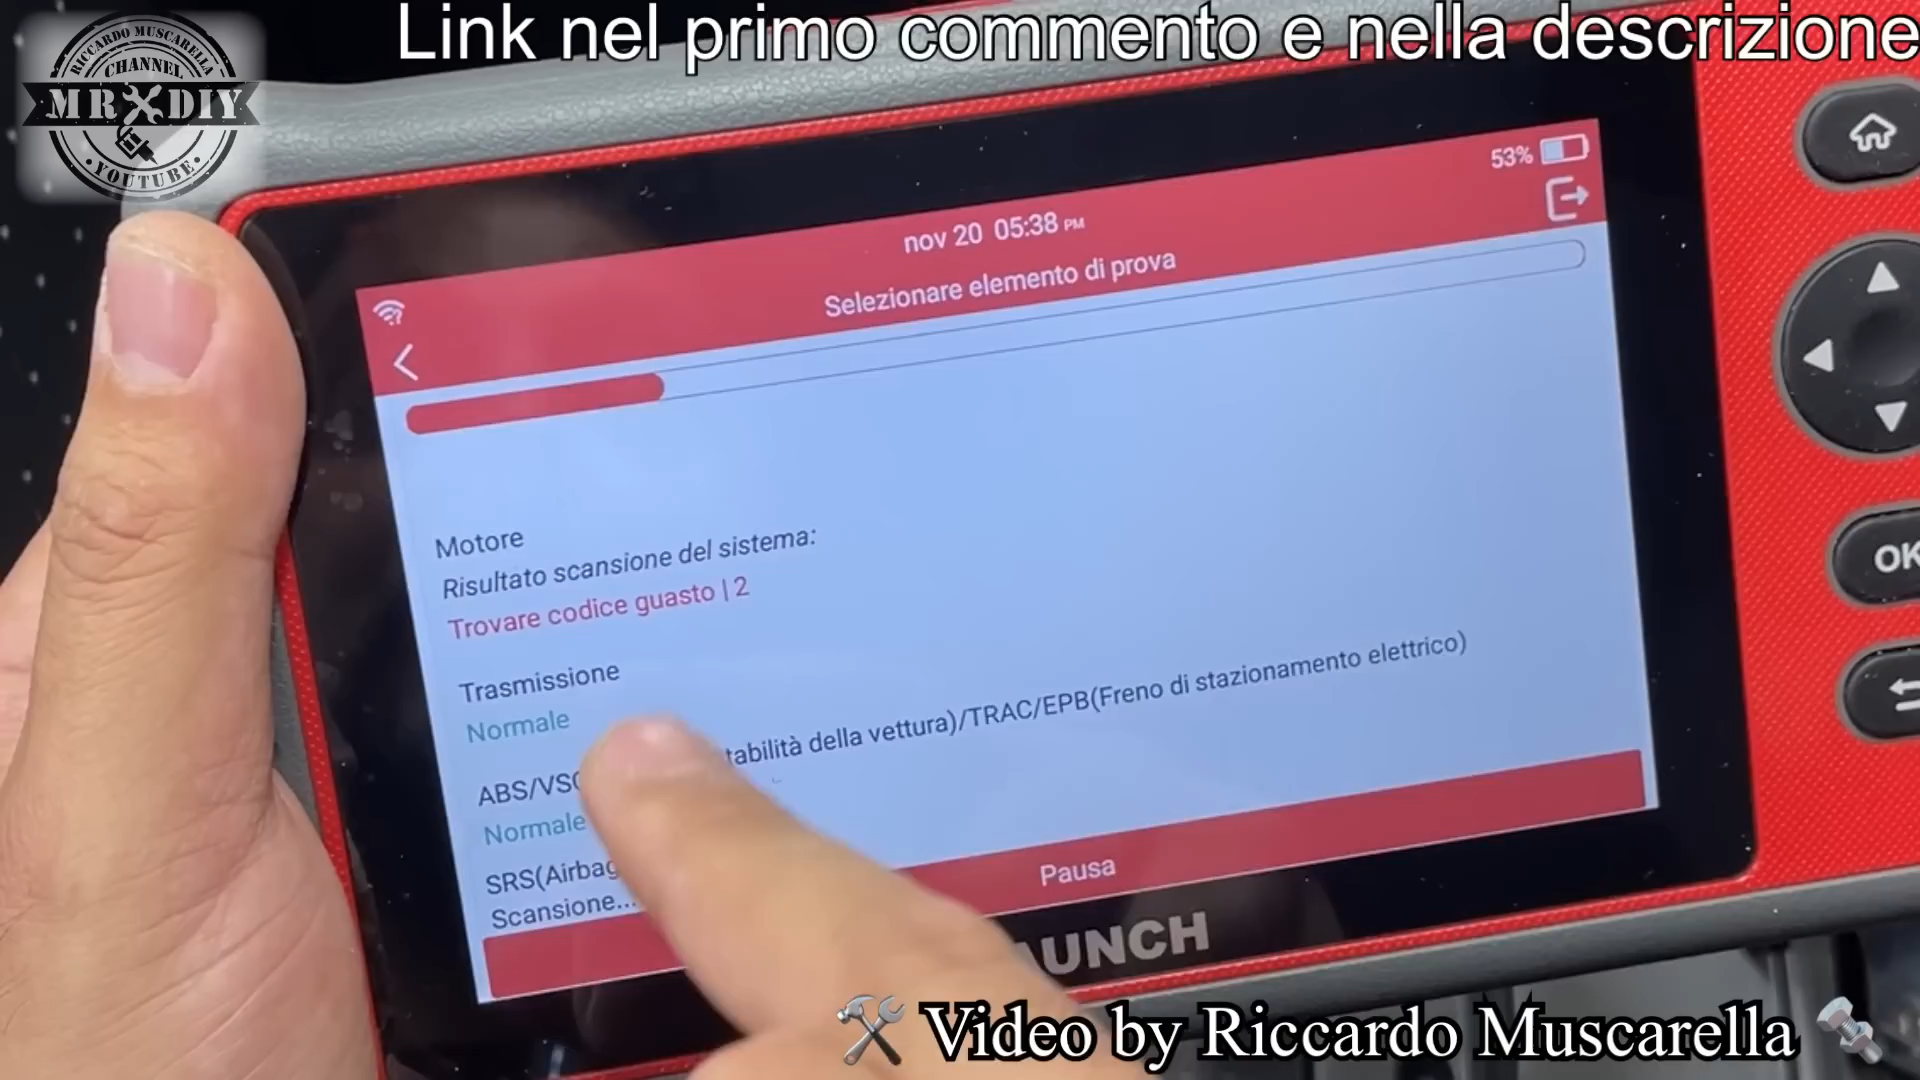 Link nel primo commento e nella descrizione
RICCARDO MUSCARELLA
CHANNEL
MR DIY
YOUTUBE
53%
nov 20 05:38 PM
Selezionare elemento di prova
Motore
Risultato scansione del sistema:
Trovare codice guasto | 2
Trasmissione
Normale
ABS/VSC tabilità della vettura)/TRAC/EPB(Freno di stazionamento elettrico)
Normale
SRS(Airbag
Scansione...
Pausa
AUNCH
OK
Video by Riccardo Muscarella